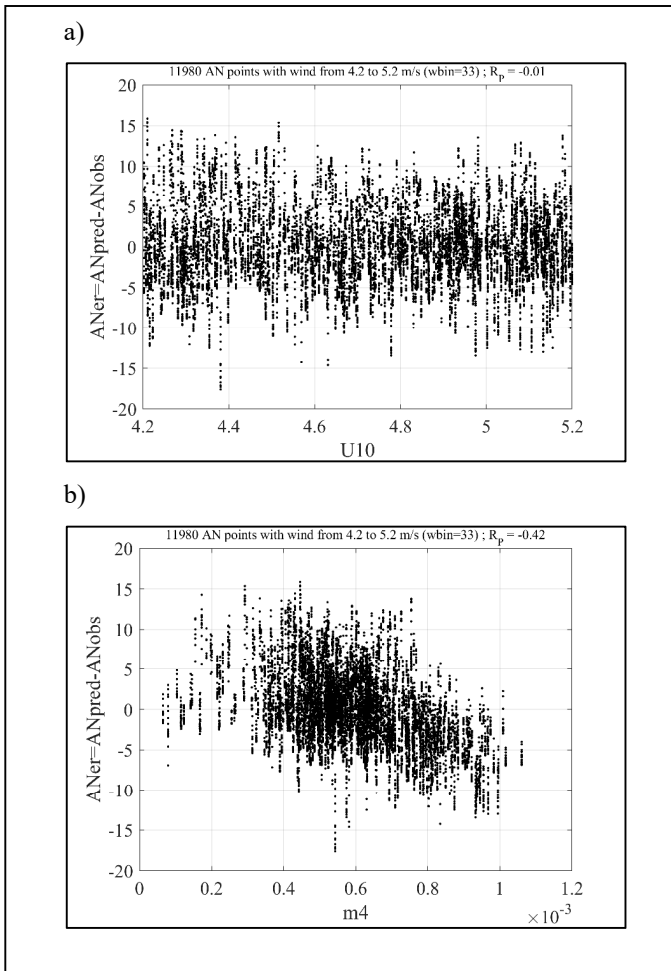 a)
11980 AN points with wind from 4.2 to 5.2 m/s (wbin=33) ; R_P = -0.01
20
15
10
5
0
-5
-10
-15
-20
ANer=ANpred-ANobs
4.2 4.4 4.6 4.8 5 5.2
U10
b)
11980 AN points with wind from 4.2 to 5.2 m/s (wbin=33) ; R_P = -0.42
20
15
10
5
0
-5
-10
-15
-20
ANer=ANpred-ANobs
0 0.2 0.4 0.6 0.8 1 1.2
m4
×10^-3